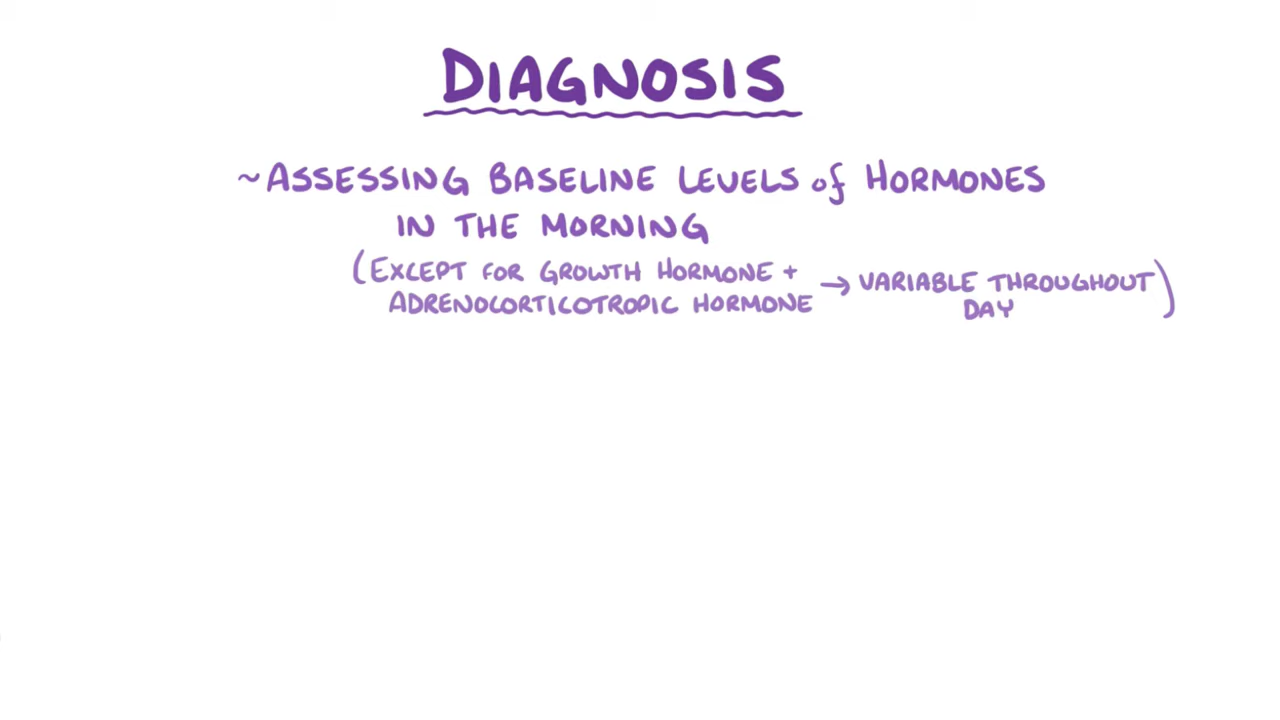 DIAGNOSIS
~ASSESSING BASELINE LEVELS of HORMONES
IN THE MORNING
(EXCEPT FOR GROWTH HORMONE +
ADRENOCORTICOTROPIC HORMONE
→ VARIABLE THROUGHOUT
DAY)